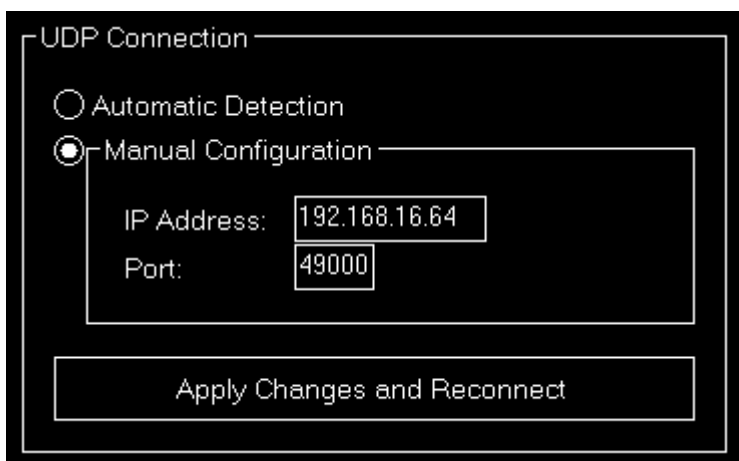 UDP Connection
Automatic Detection
Manual Configuration
IP Address: 192.168.16.64
Port: 49000
Apply Changes and Reconnect